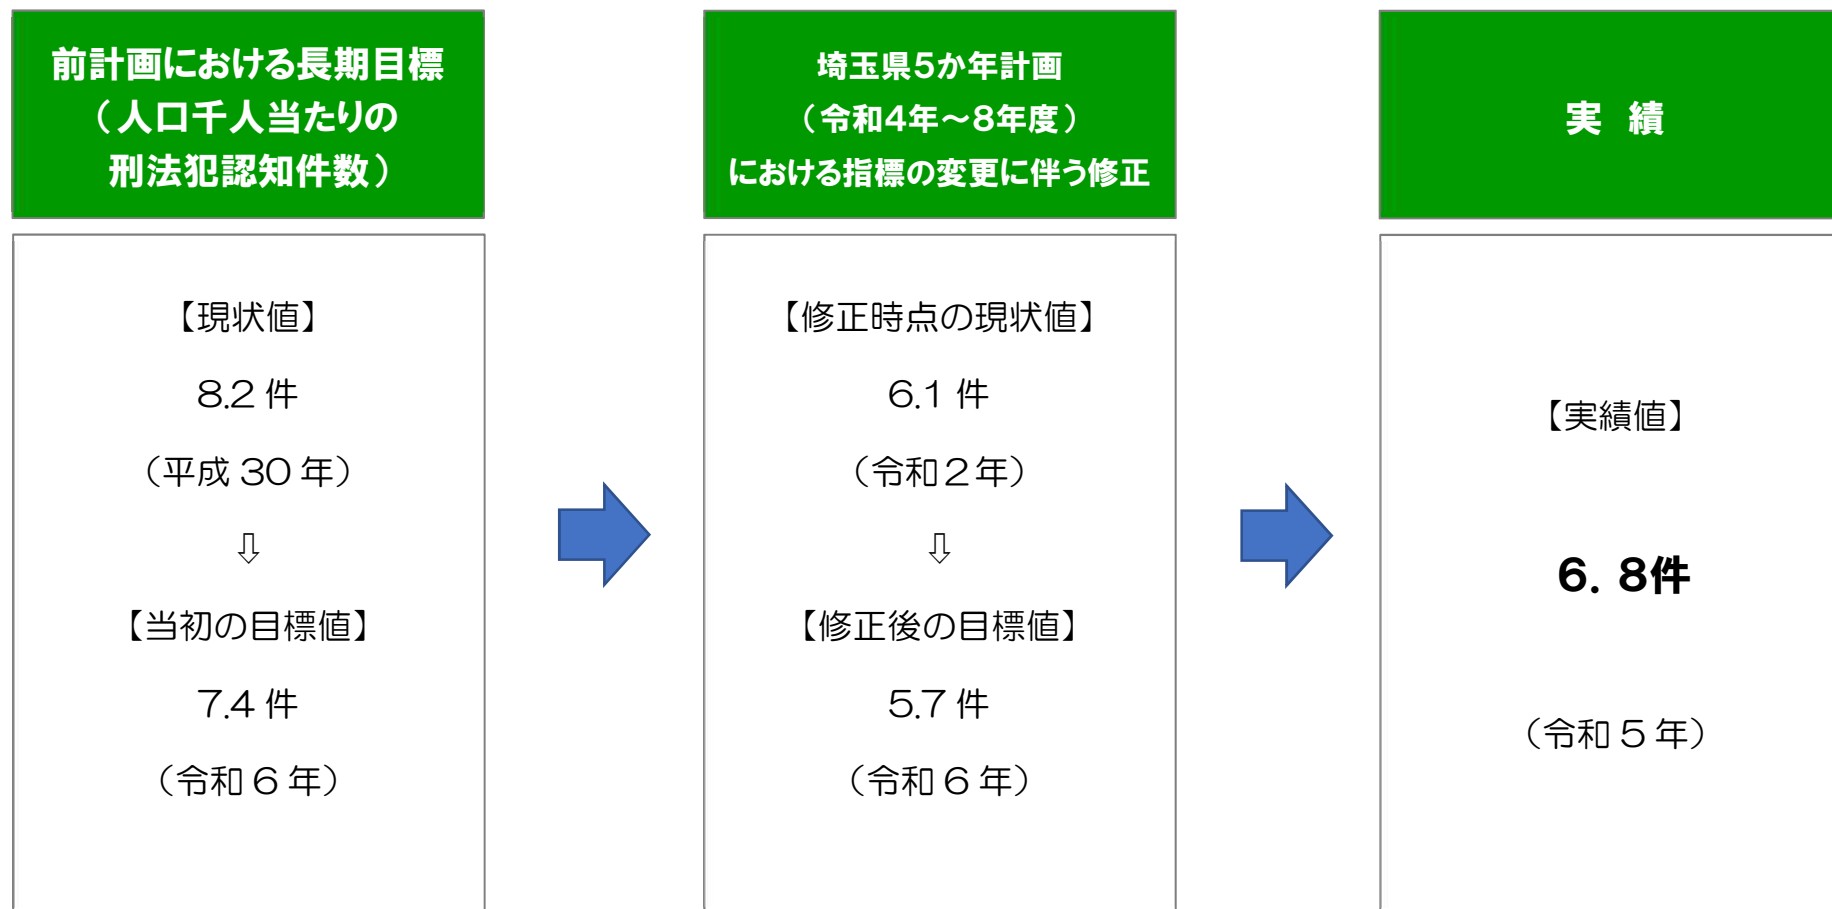 前計画における長期目標
（人口千人当たりの
刑法犯認知件数）
【現状値】
8.2 件
（平成 30 年）
⇩
【当初の目標値】
7.4 件
（令和 6 年）
埼玉県5か年計画
（令和4年～8年度）
における指標の変更に伴う修正
【修正時点の現状値】
6.1 件
（令和２年）
⇩
【修正後の目標値】
5.7 件
（令和 6 年）
実 績
【実績値】
６．８件
（令和 5 年）